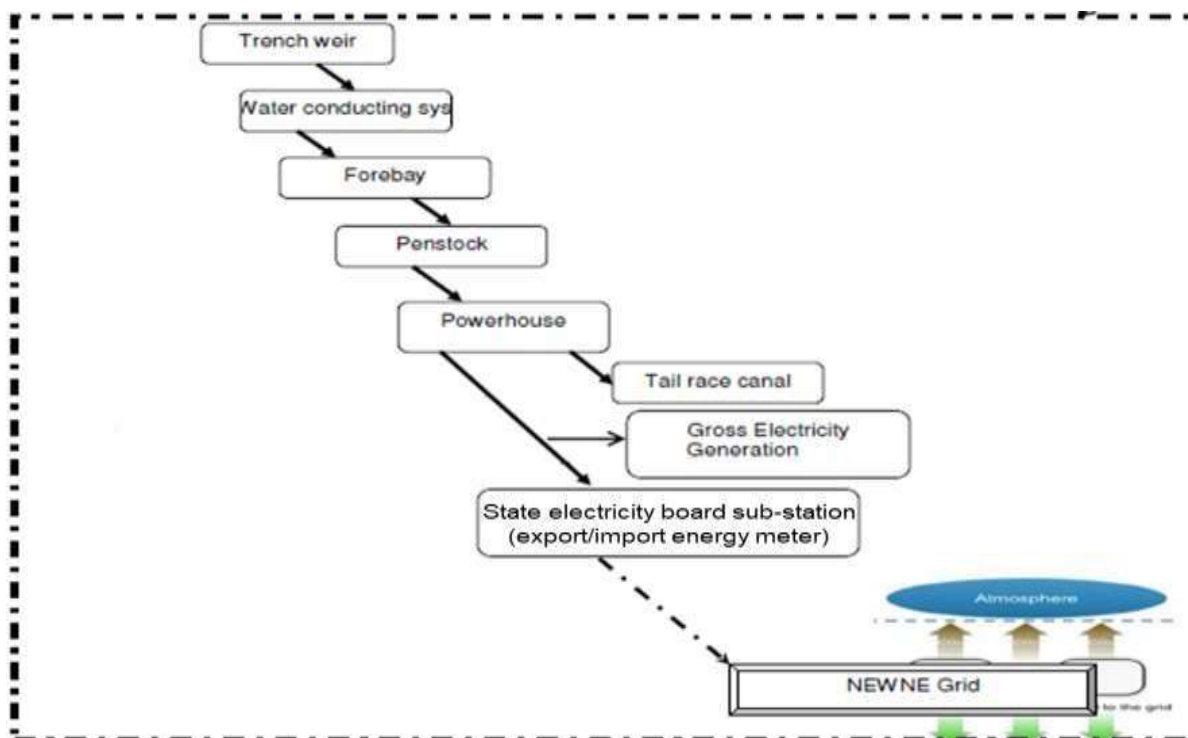 Trench weir
Water conducting sys
Forebay
Penstock
Powerhouse
Tail race canal
Gross Electricity
Generation
State electricity board sub-station
(export/import energy meter)
Atmosphere
NEWNE Grid
to the grid